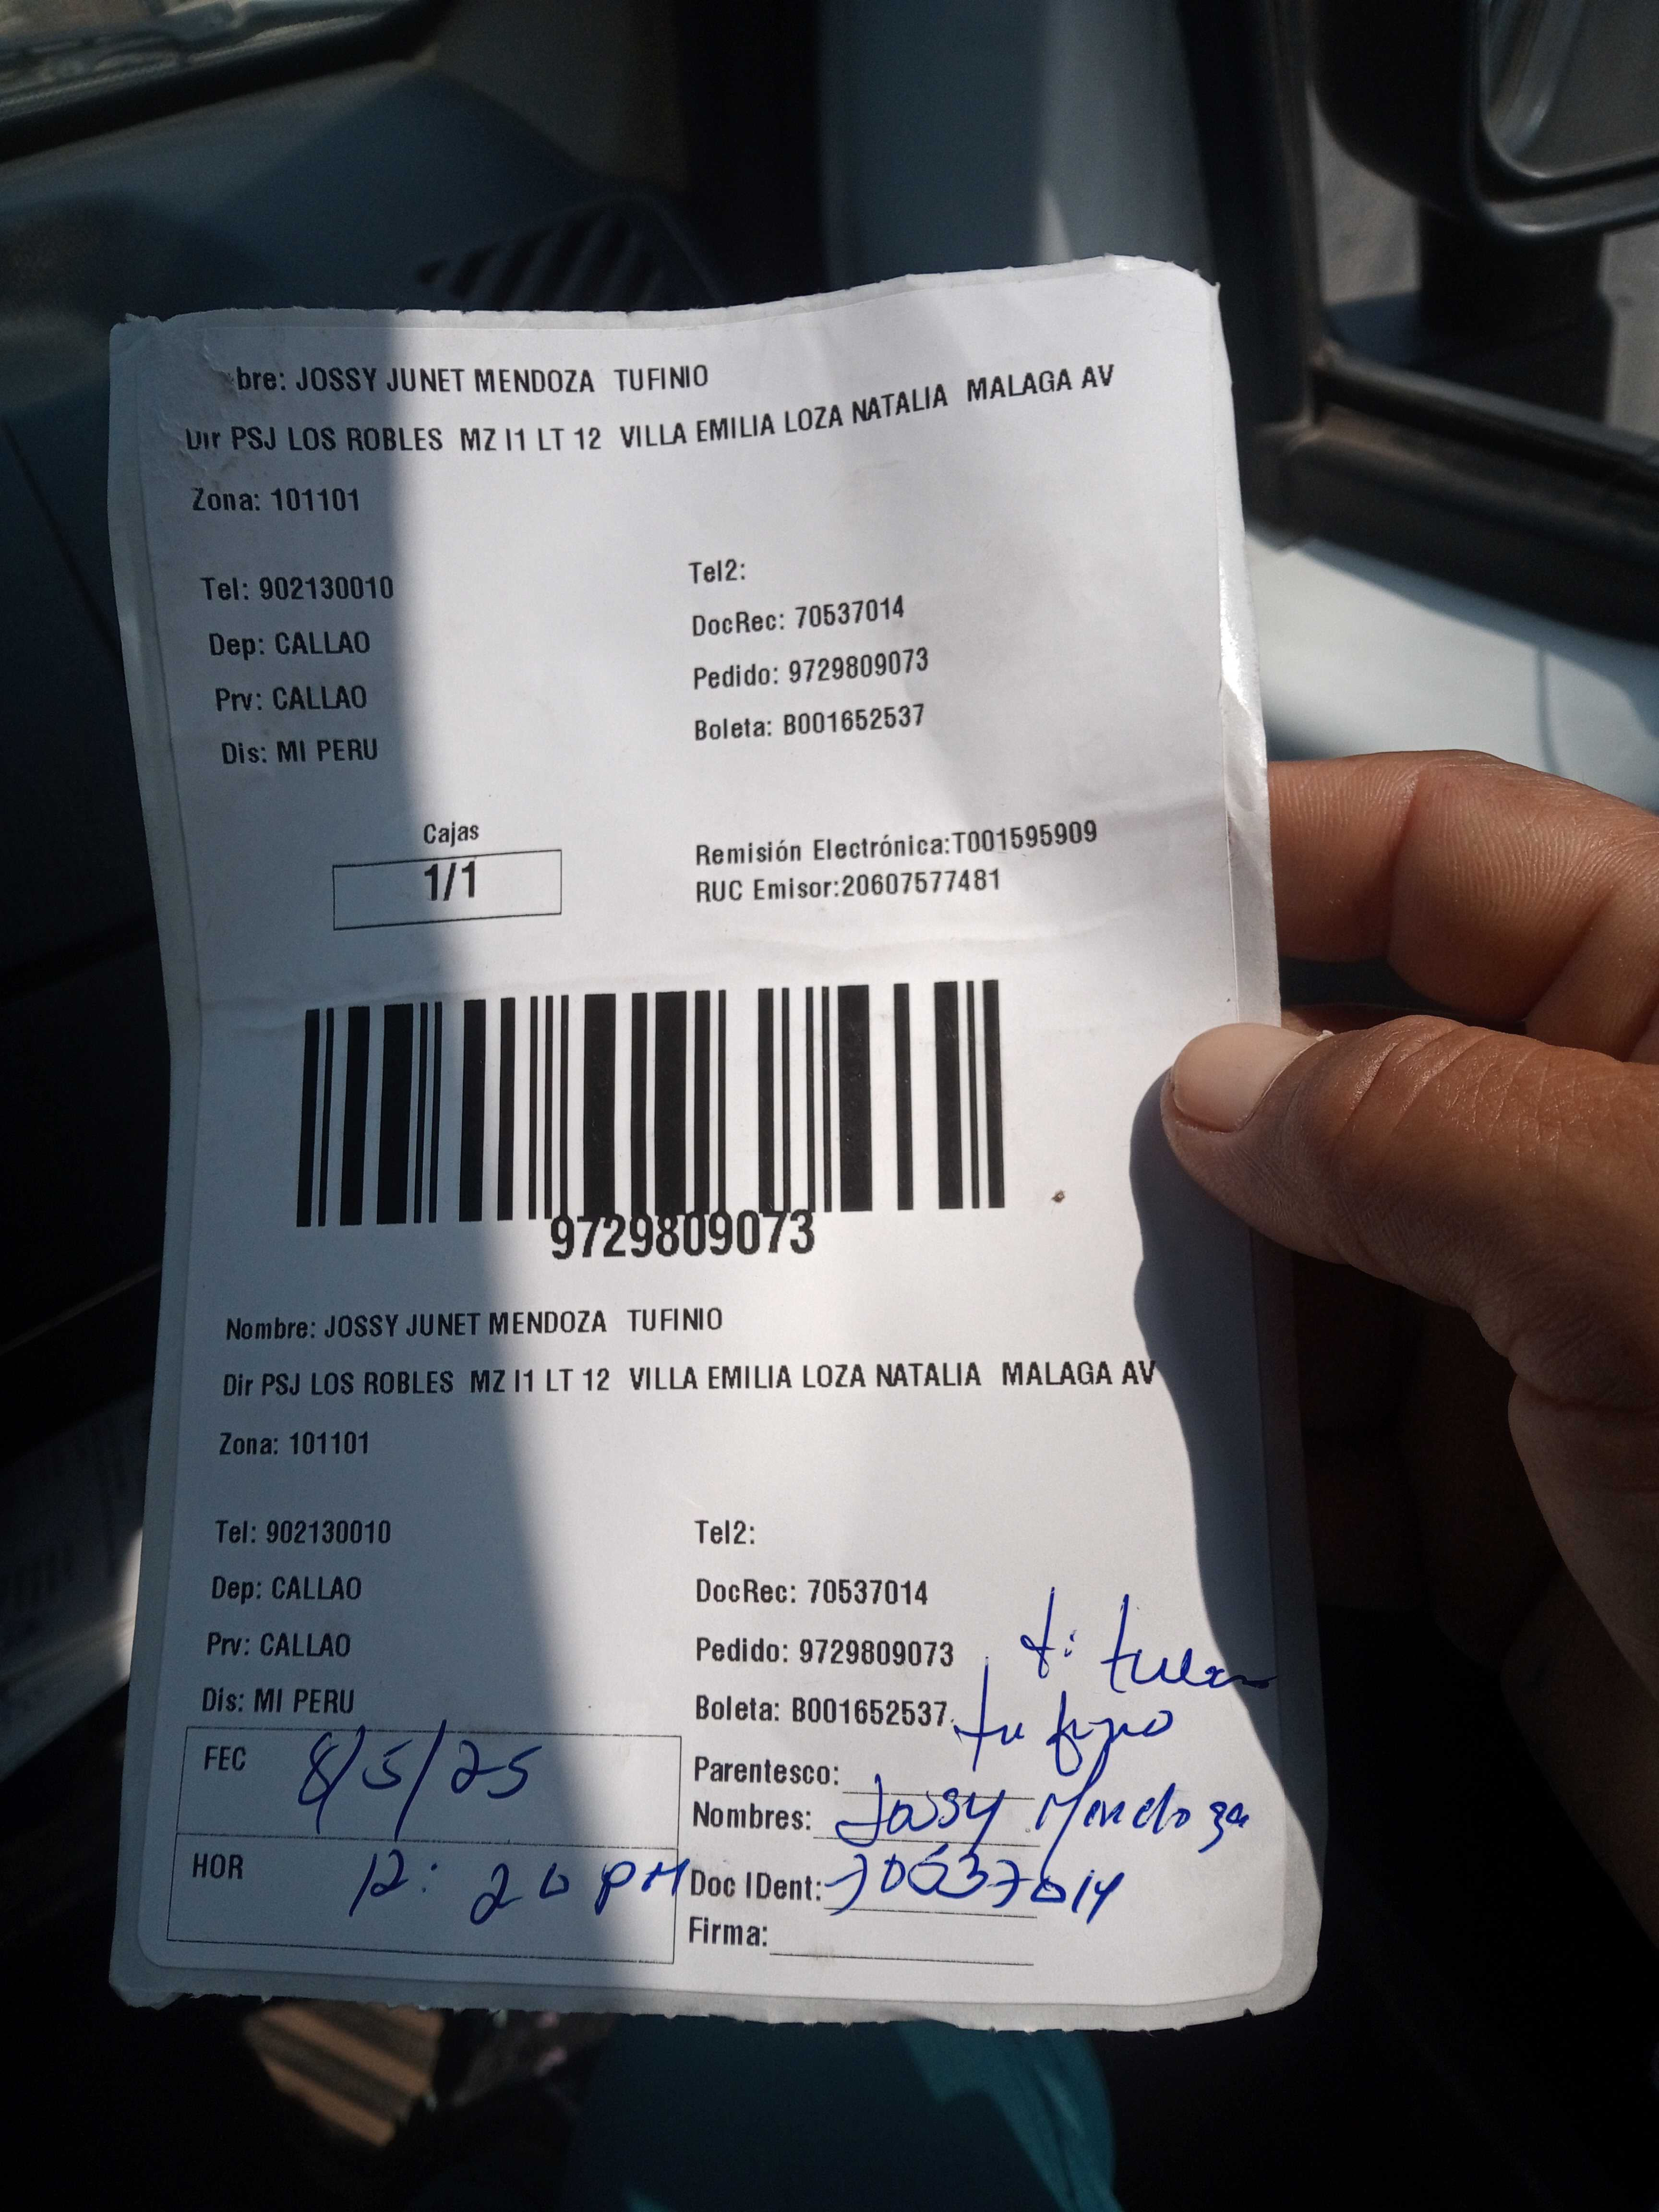 bre: JOSSY JUNET MENDOZA TUFINIO
Dir PSJ LOS ROBLES MZ I1 LT 12 VILLA EMILIA LOZA NATALIA MALAGA AV
Zona: 101101
Tel: 902130010
Tel2:
Dep: CALLAO
DocRec: 70537014
Prv: CALLAO
Pedido: 9729809073
Dis: MI PERU
Boleta: B001652537
Cajas
1/1
Remisión Electrónica:T001595909
RUC Emisor:20607577481
9729809073
Nombre: JOSSY JUNET MENDOZA TUFINIO
Dir PSJ LOS ROBLES MZ I1 LT 12 VILLA EMILIA LOZA NATALIA MALAGA AV
Zona: 101101
Tel: 902130010
Tel2:
Dep: CALLAO
DocRec: 70537014
Prv: CALLAO
Pedido: 9729809073
Dis: MI PERU
Boleta: B001652537
FEC 8/5/25
Parentesco:
Nombres: Jossy Mendoza
HOR 12:20 PM
Doc IDent: 70537014
Firma: